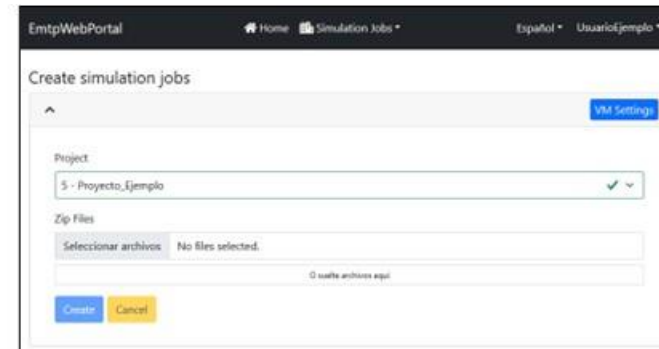 EmtpWebPortal Home Simulation Jobs Español UsuarioEjemplo
Create simulation jobs
VM Settings
Project
5 - Proyecto_Ejemplo
Zip Files
Seleccionar archivos No files selected.
O suelte archivos aquí
Create Cancel